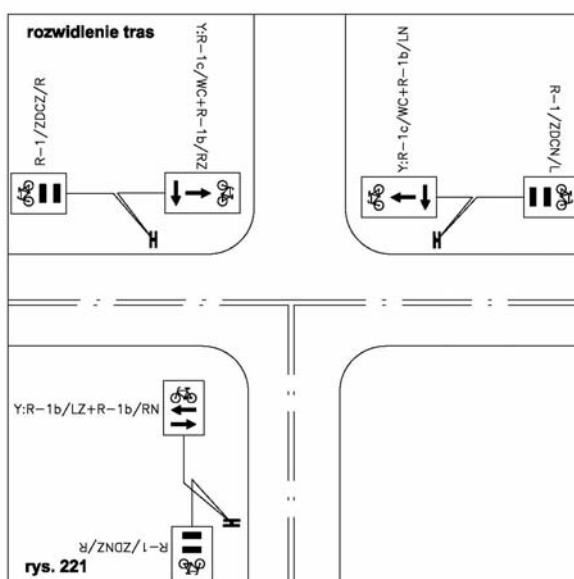 rozwidlenie tras
R-1/ZDCZ/R
Y:R-1c/WC+R-1b/RZ
Y:R-1c/WC+R-1b/LN
R-1/ZDCN/L
Y:R-1b/LZ+R-1b/RN
R-1/ZDNZ/R
rys. 221